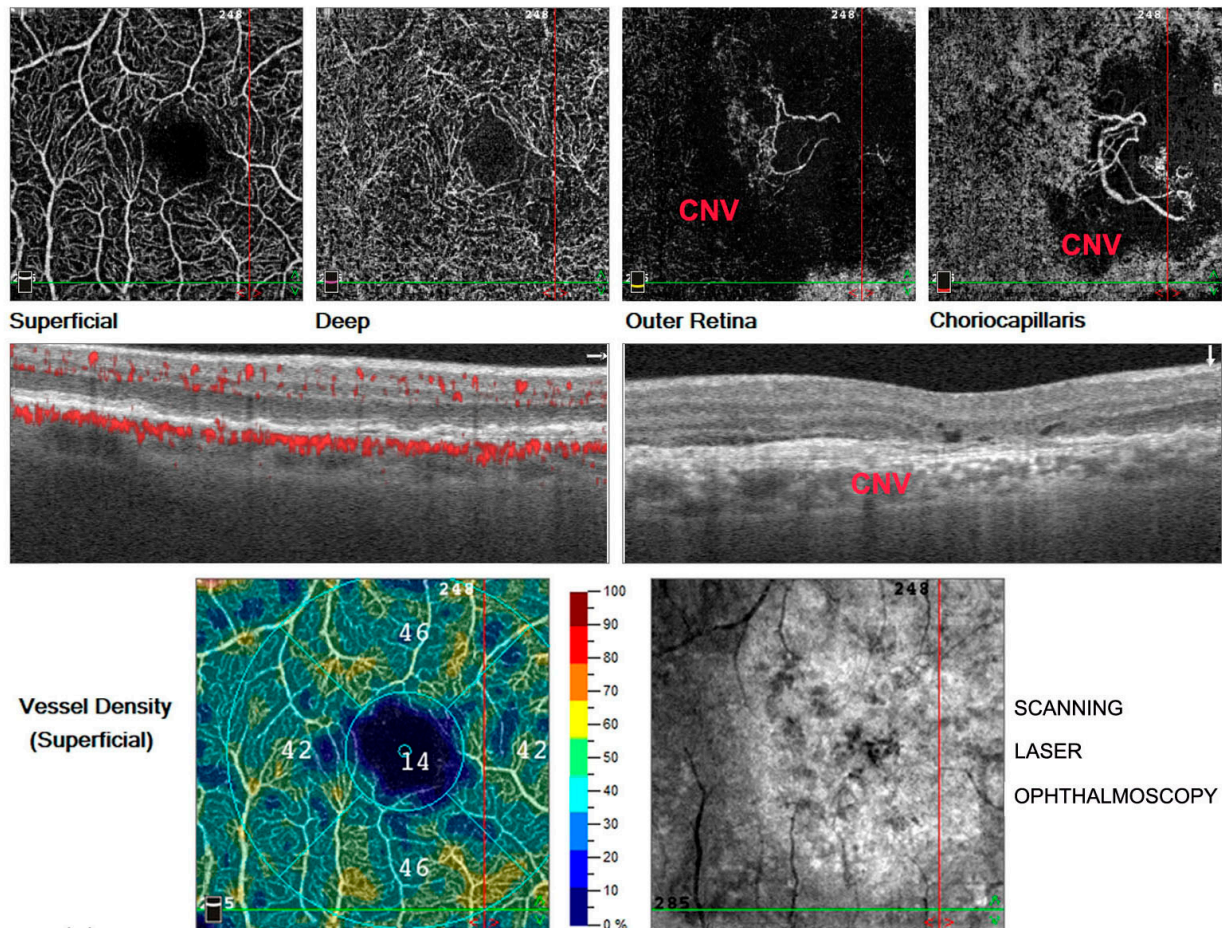 248
248
248
248
CNV
CNV
Superficial
Deep
Outer Retina
Choriocapillaris
CNV
248
46
42
14
42
46
5
100
90
80
70
60
50
40
30
20
10
0 %
Vessel Density
(Superficial)
248
285
SCANNING
LASER
OPHTHALMOSCOPY